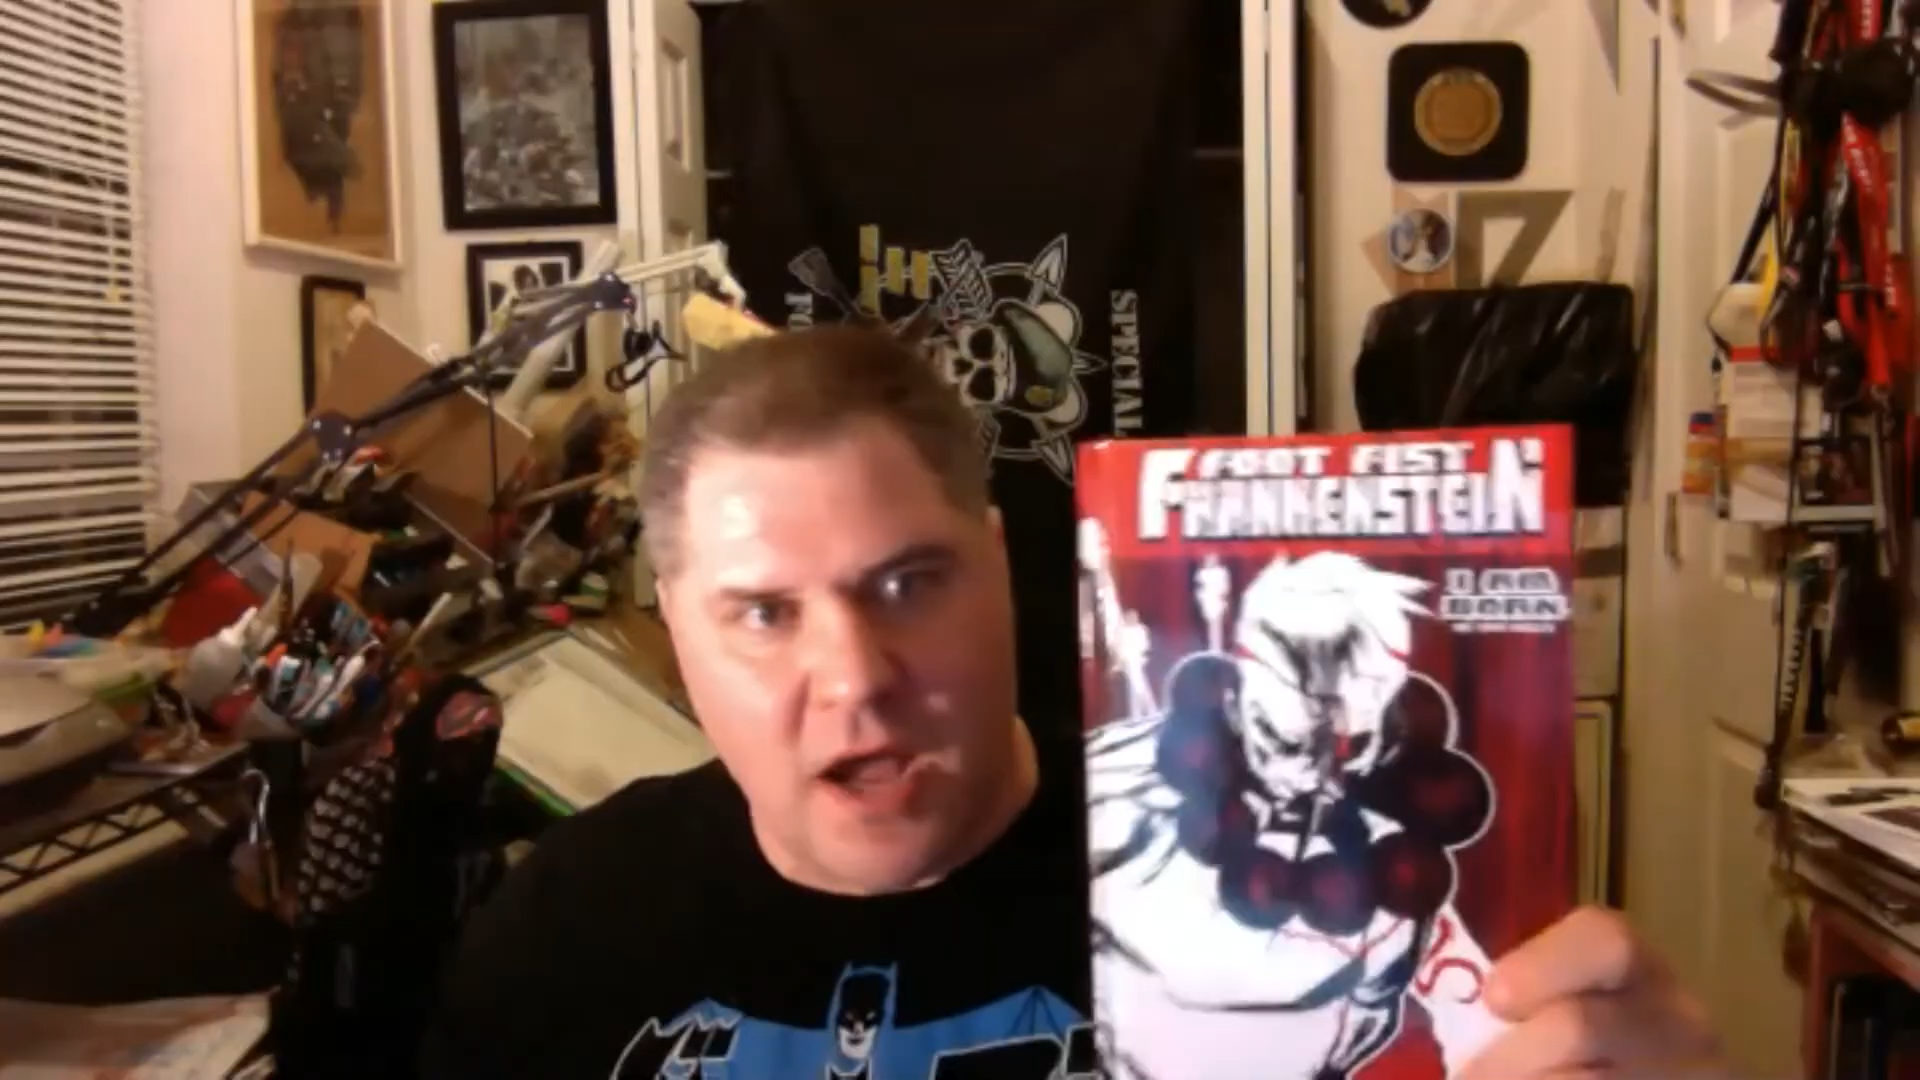 SPECIAL
FOOT FIST
FRANKENSTEIN
I AM
BORN